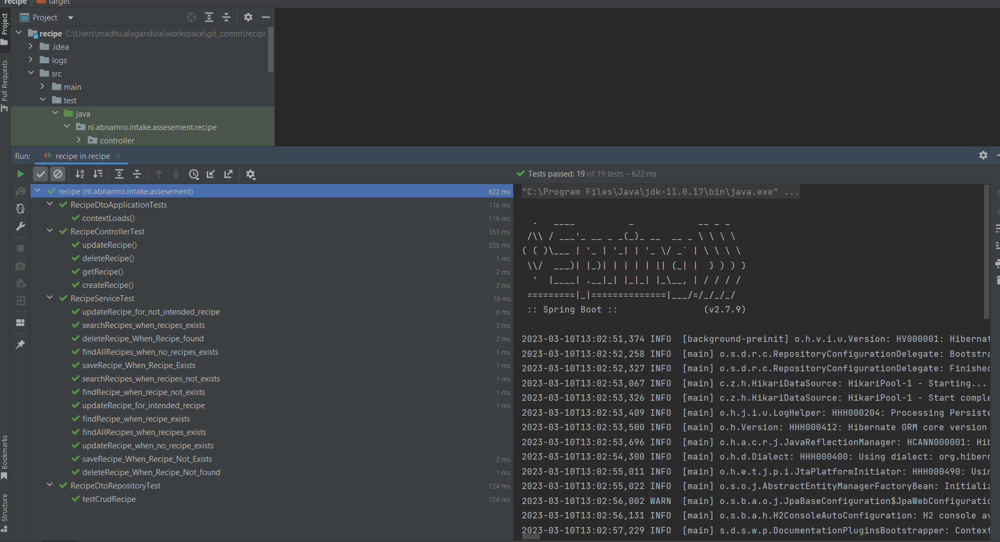 recipe / target
Project
recipe C:\Users\madhu.alagandula\workspace\git_comm\recipe
.idea
logs
src
main
test
java
nl.abnamro.intake.assesement.recipe
controller
Project
Pull Requests
Bookmarks
Structure
Run: recipe in recipe
Tests passed: 19 of 19 tests – 622 ms
recipe (nl.abnamro.intake.assesement) 622 ms
RecipeDtoApplicationTests 116 ms
contextLoads() 116 ms
RecipeControllerTest 363 ms
updateRecipe() 358 ms
deleteRecipe() 1 ms
getRecipe() 2 ms
createRecipe() 2 ms
RecipeServiceTest 19 ms
updateRecipe_for_not_intended_recipe 6 ms
searchRecipes_when_recipes_exists 3 ms
deleteRecipe_When_Recipe_found 2 ms
findAllRecipes_when_no_recipes_exists 1 ms
saveRecipe_When_Recipe_Exists 1 ms
searchRecipes_when_recipes_not_exists 1 ms
findRecipe_when_recipe_not_exists 1 ms
updateRecipe_for_intended_recipe 1 ms
findRecipe_when_recipe_exists
findAllRecipes_when_recipes_exists
updateRecipe_when_no_recipe_exists
saveRecipe_When_Recipe_Not_Exists 2 ms
deleteRecipe_When_Recipe_Not_found 1 ms
RecipeDtoRepositoryTest 124 ms
testCrudRecipe 124 ms
"C:\Program Files\Java\jdk-11.0.17\bin\java.exe" ...
  .   ____          _            __ _ _
 /\\ / ___'_ __ _ _(_)_ __  __ _ \ \ \ \
( ( )\___ | '_ | '_| | '_ \/ _` | \ \ \ \
 \\/  ___)| |_)| | | | | || (_| |  ) ) ) )
  '  |____| .__|_| |_|_| |_\__, | / / / /
 =========|_|==============|___/=/_/_/_/
 :: Spring Boot ::                (v2.7.9)
2023-03-10T13:02:51,374 INFO  [background-preinit] o.h.v.i.u.Version: HV000001: Hibernat
2023-03-10T13:02:52,258 INFO  [main] o.s.d.r.c.RepositoryConfigurationDelegate: Bootstra
2023-03-10T13:02:52,327 INFO  [main] o.s.d.r.c.RepositoryConfigurationDelegate: Finished
2023-03-10T13:02:53,067 INFO  [main] c.z.h.HikariDataSource: HikariPool-1 - Starting...
2023-03-10T13:02:53,326 INFO  [main] c.z.h.HikariDataSource: HikariPool-1 - Start comple
2023-03-10T13:02:53,409 INFO  [main] o.h.j.i.u.LogHelper: HHH000204: Processing Persiste
2023-03-10T13:02:53,500 INFO  [main] o.h.Version: HHH000412: Hibernate ORM core version
2023-03-10T13:02:53,696 INFO  [main] o.h.a.c.r.j.JavaReflectionManager: HCANN000001: Hib
2023-03-10T13:02:54,300 INFO  [main] o.h.d.Dialect: HHH000400: Using dialect: org.hibern
2023-03-10T13:02:55,011 INFO  [main] o.h.e.t.j.p.i.JtaPlatformInitiator: HHH000490: Usin
2023-03-10T13:02:55,022 INFO  [main] o.s.o.j.AbstractEntityManagerFactoryBean: Initializ
2023-03-10T13:02:56,002 WARN  [main] o.s.b.a.o.j.JpaBaseConfiguration$JpaWebConfiguratio
2023-03-10T13:02:56,131 INFO  [main] o.s.b.a.h.H2ConsoleAutoConfiguration: H2 console av
2023-03-10T13:02:57,229 INFO  [main] s.d.s.w.p.DocumentationPluginsBootstrapper: Context